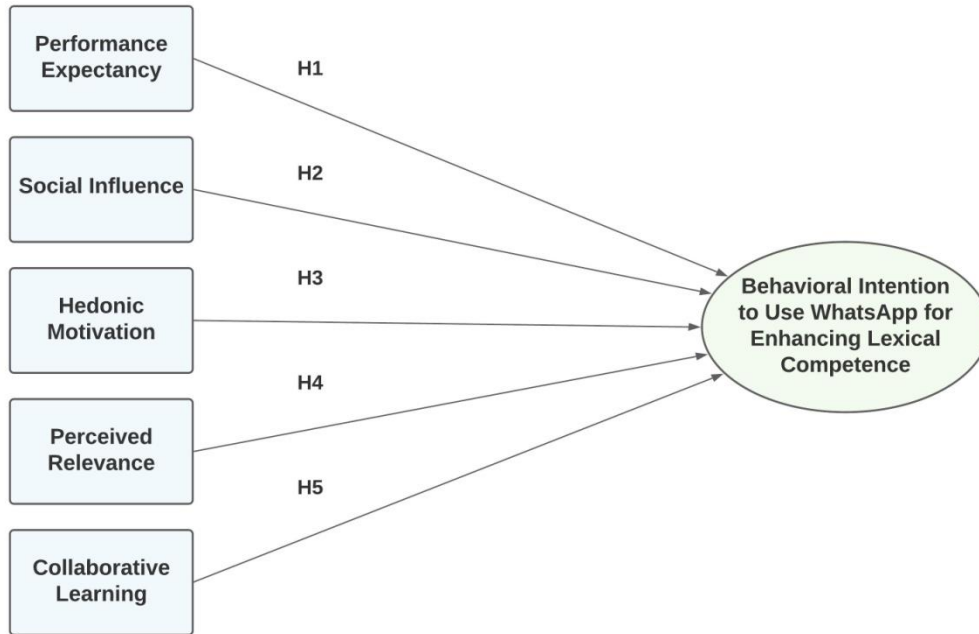 Performance
Expectancy
H1
Social Influence
H2
Hedonic
Motivation
H3
Perceived
Relevance
H4
Collaborative
Learning
H5
Behavioral Intention
to Use WhatsApp for
Enhancing Lexical
Competence